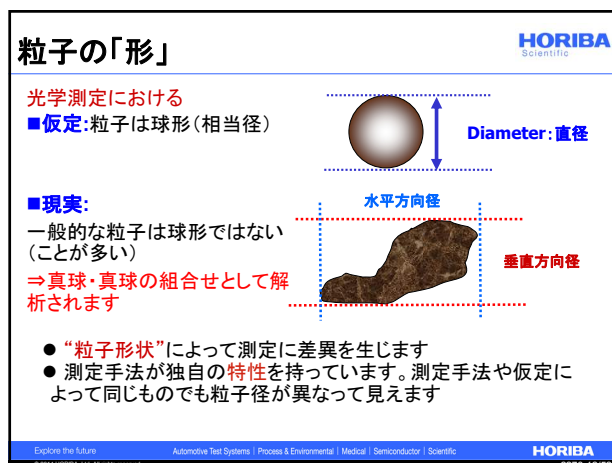 粒子の「形」
HORIBA
Scientific
光学測定における
■仮定:粒子は球形(相当径)
Diameter:直径
■現実:
一般的な粒子は球形ではない
(ことが多い)
⇒真球・真球の組合せとして解
析されます
水平方向径
垂直方向径
● “粒子形状”によって測定に差異を生じます
● 測定手法が独自の特性を持っています。測定手法や仮定に
よって同じものでも粒子径が異なって見えます
Explore the future
Automotive Test Systems | Process & Environmental | Medical | Semiconductor | Scientific
HORIBA